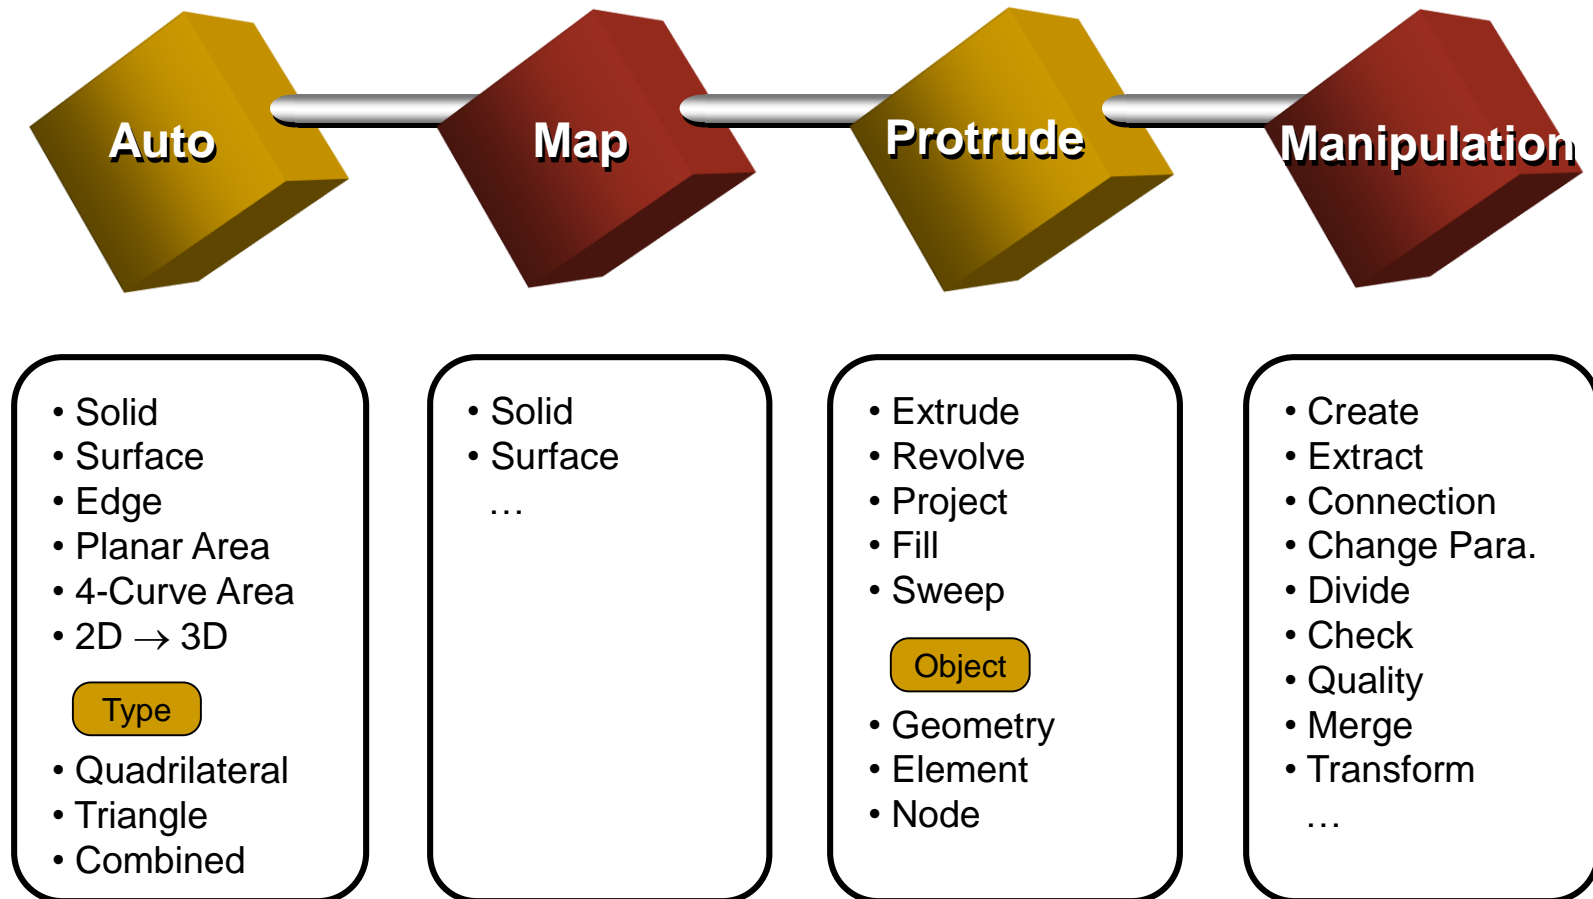 Auto
Map
Protrude
Manipulation
• Solid
• Surface
• Edge
• Planar Area
• 4-Curve Area
• 2D → 3D
Type
• Quadrilateral
• Triangle
• Combined
• Solid
• Surface
…
• Extrude
• Revolve
• Project
• Fill
• Sweep
Object
• Geometry
• Element
• Node
• Create
• Extract
• Connection
• Change Para.
• Divide
• Check
• Quality
• Merge
• Transform
…